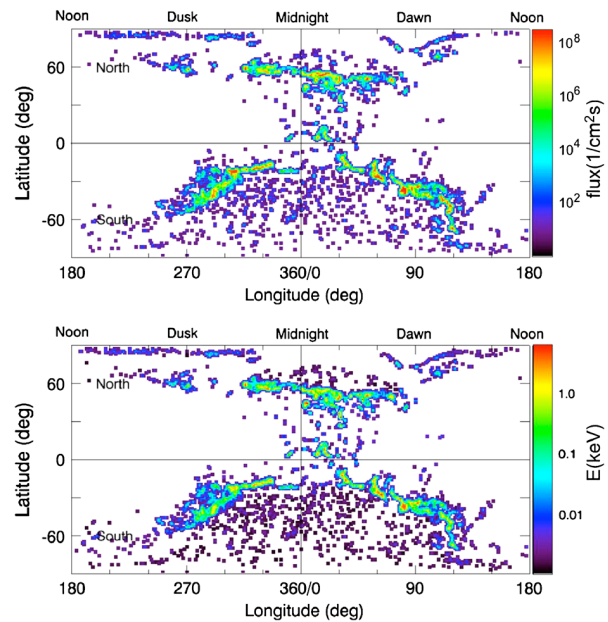 Noon Dusk Midnight Dawn Noon
60
0
-60
North
South
Latitude (deg)
180 270 360/0 90 180
Longitude (deg)
10^8
10^6
10^4
10^2
flux(1/cm^2s)
Noon Dusk Midnight Dawn Noon
60
0
-60
North
South
Latitude (deg)
180 270 360/0 90 180
Longitude (deg)
1.0
0.1
0.01
E(keV)